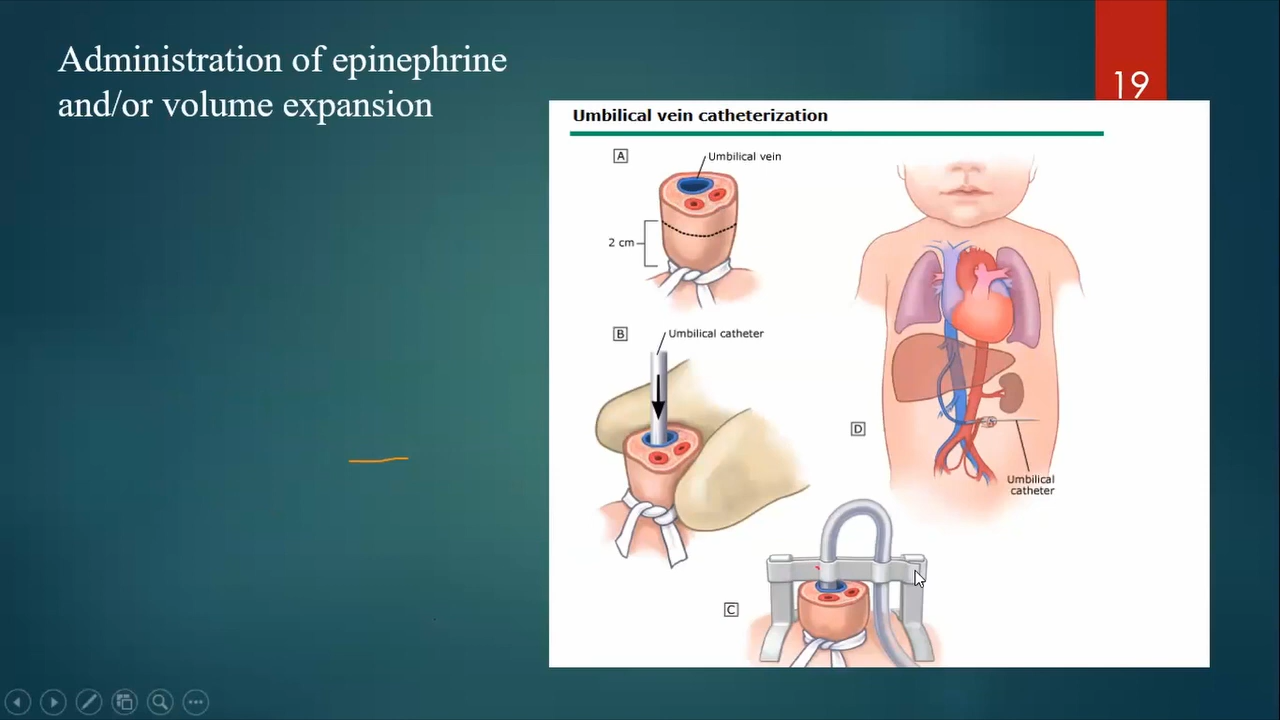 Administration of epinephrine
and/or volume expansion
19
Umbilical vein catheterization
A
Umbilical vein
2 cm
B
Umbilical catheter
D
Umbilical
catheter
C